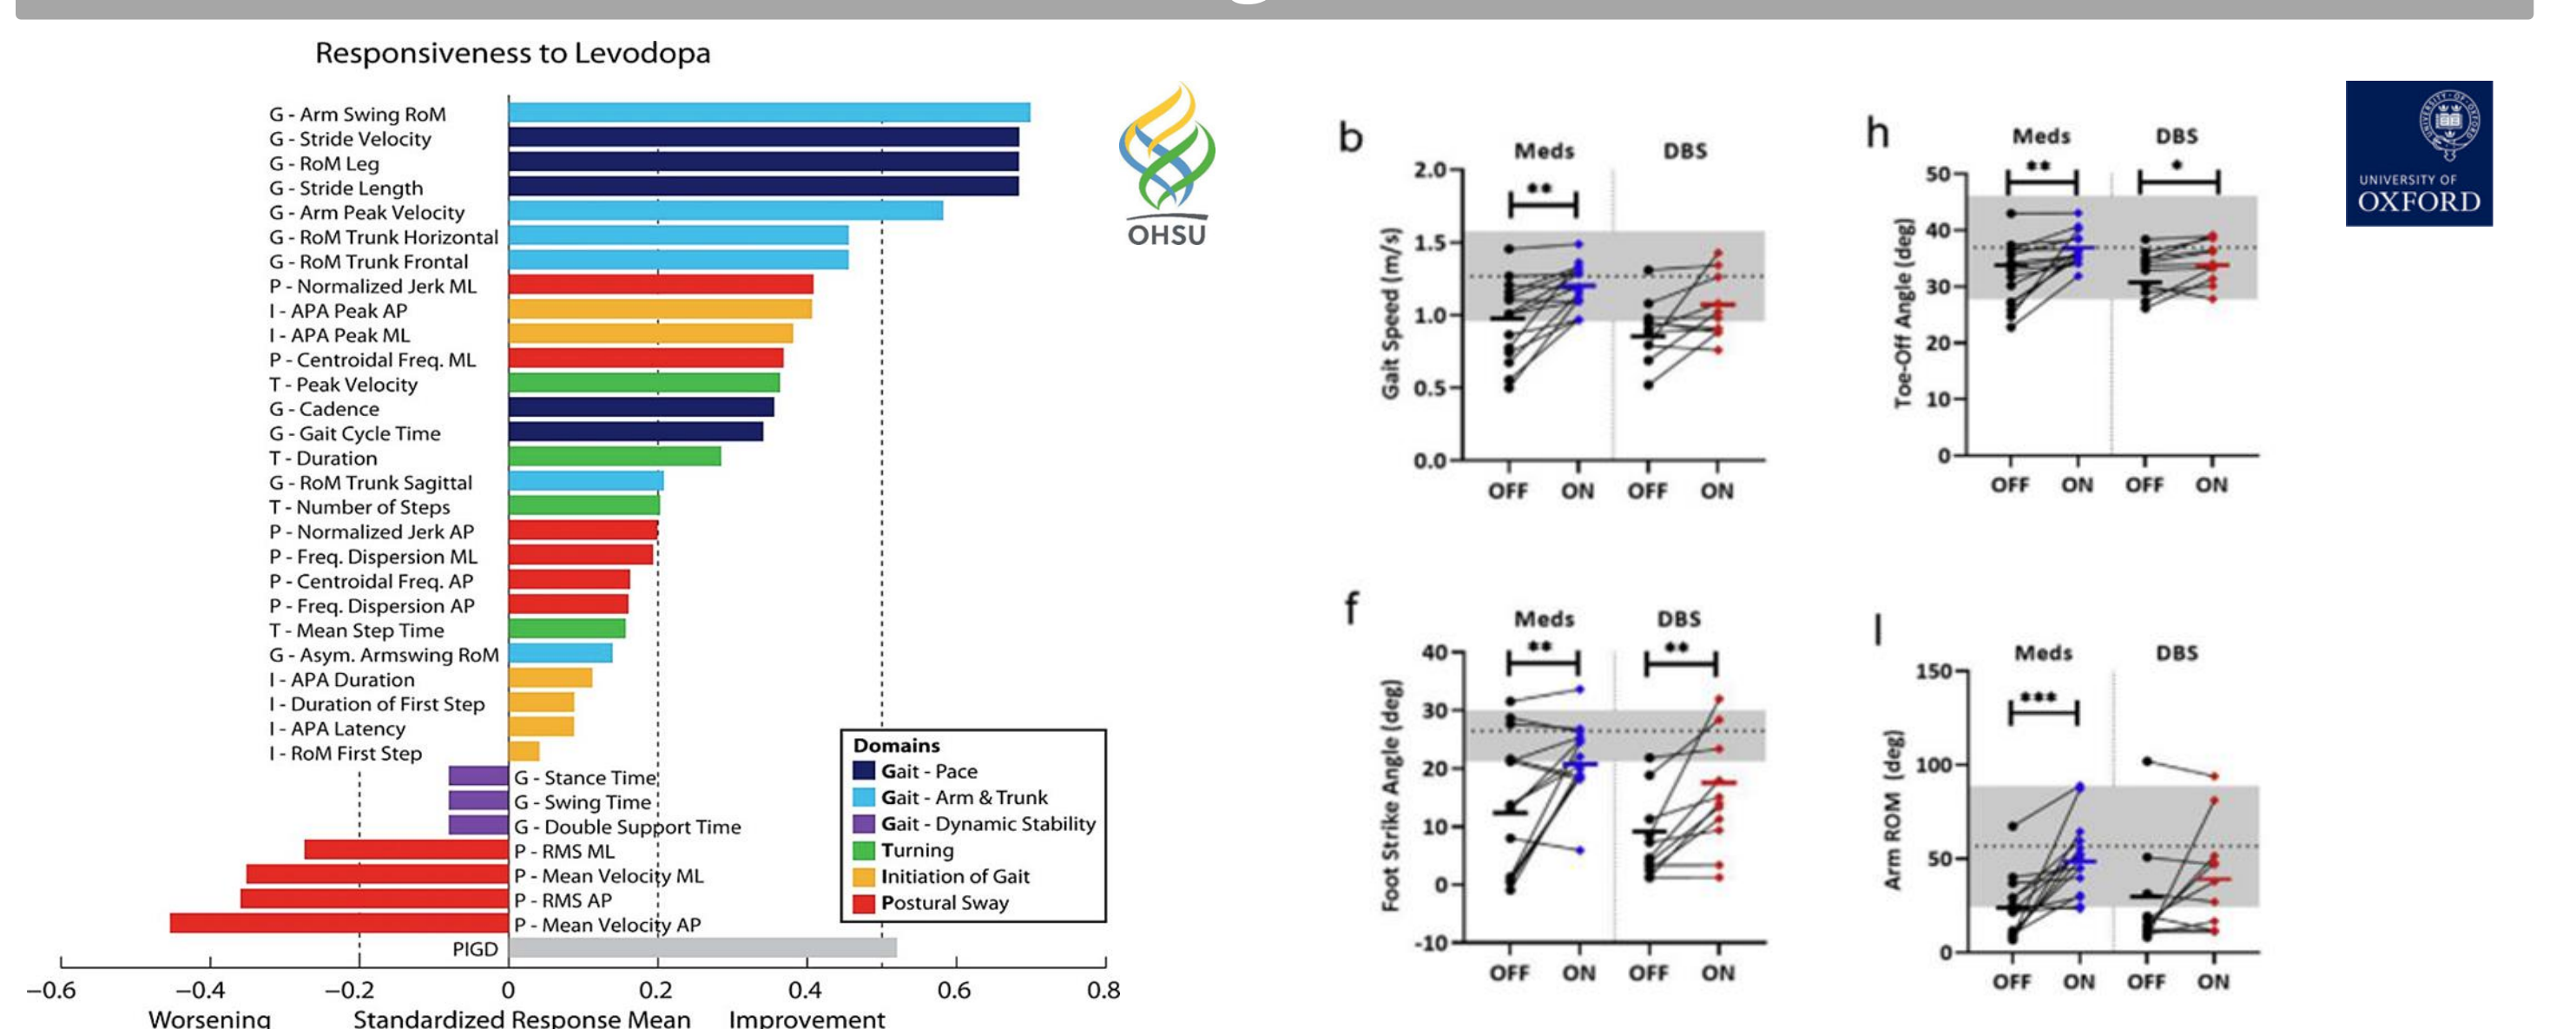 Responsiveness to Levodopa
G - Arm Swing RoM
G - Stride Velocity
G - RoM Leg
G - Stride Length
G - Arm Peak Velocity
G - RoM Trunk Horizontal
G - RoM Trunk Frontal
P - Normalized Jerk ML
I - APA Peak AP
I - APA Peak ML
P - Centroidal Freq. ML
T - Peak Velocity
G - Cadence
G - Gait Cycle Time
T - Duration
G - RoM Trunk Sagittal
T - Number of Steps
P - Normalized Jerk AP
P - Freq. Dispersion ML
P - Centroidal Freq. AP
P - Freq. Dispersion AP
T - Mean Step Time
G - Asym. Armswing RoM
I - APA Duration
I - Duration of First Step
I - APA Latency
I - RoM First Step
G - Stance Time
G - Swing Time
G - Double Support Time
P - RMS ML
P - Mean Velocity ML
P - RMS AP
P - Mean Velocity AP
PIGD
Domains
Gait - Pace
Gait - Arm & Trunk
Gait - Dynamic Stability
Turning
Initiation of Gait
Postural Sway
−0.6 −0.4 −0.2 0 0.2 0.4 0.6 0.8
Worsening Standardized Response Mean Improvement
OHSU
b
Meds DBS
**
Gait Speed (m/s)
2.0
1.5
1.0
0.5
0.0
OFF ON OFF ON
h
Meds DBS
** *
Toe-Off Angle (deg)
50
40
30
20
10
0
OFF ON OFF ON
UNIVERSITY OF
OXFORD
f
Meds DBS
** **
Foot Strike Angle (deg)
40
30
20
10
0
-10
OFF ON OFF ON
l
Meds DBS
***
Arm ROM (deg)
150
100
50
0
OFF ON OFF ON